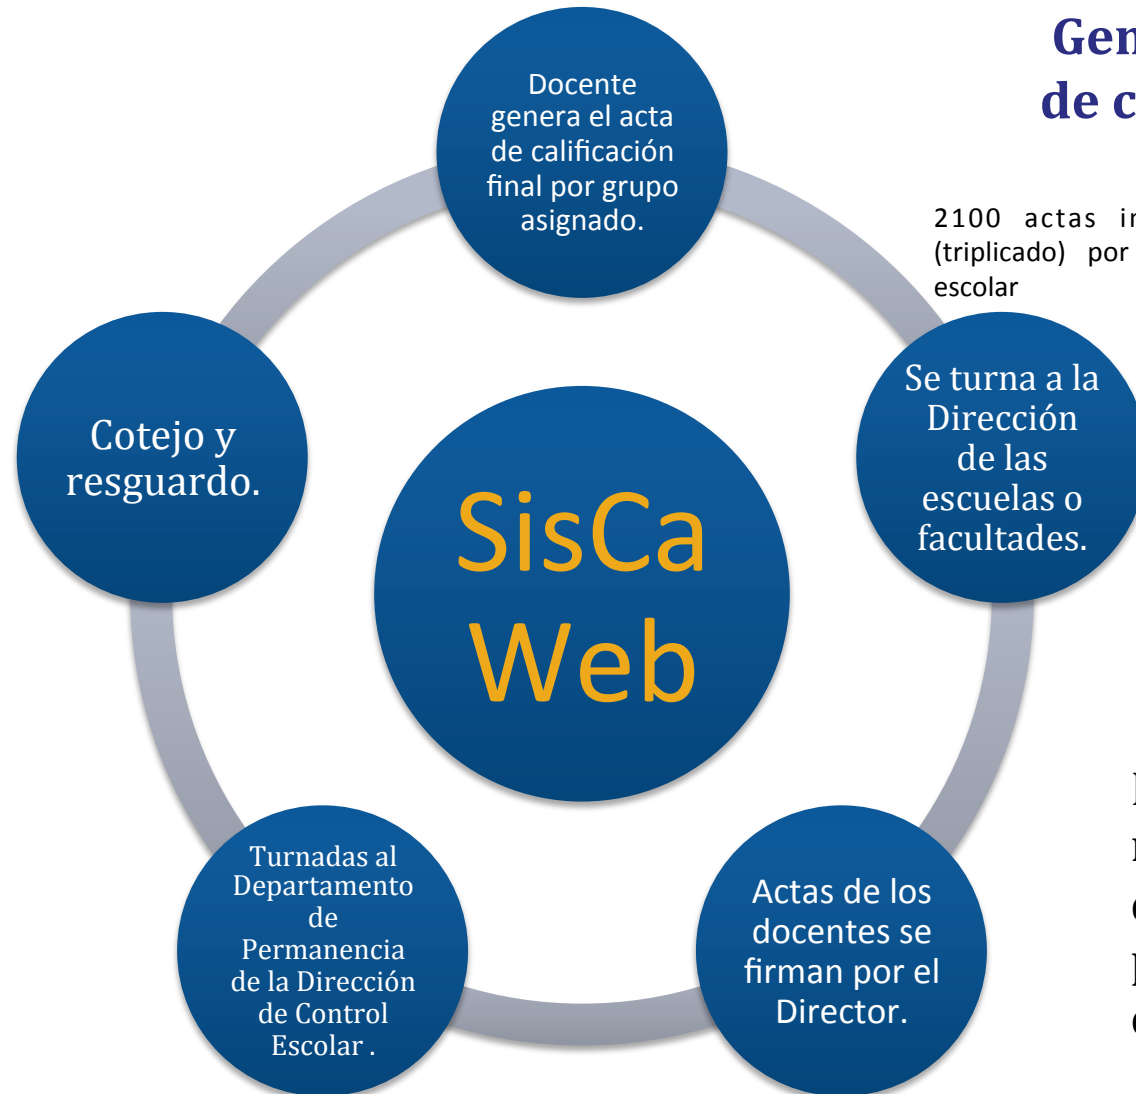 Docente
genera el acta
de calificación
final por grupo
asignado.
de
2100 actas
(triplicado) por
escolar
Se turna a la
Dirección
de las
escuelas o
facultades.
Cotejo y
resguardo.
SisCa
Web
Actas de los
docentes se
firman por el
Director.
Turnadas al
Departamento
de
Permanencia
de la Dirección
de Control
Escolar .